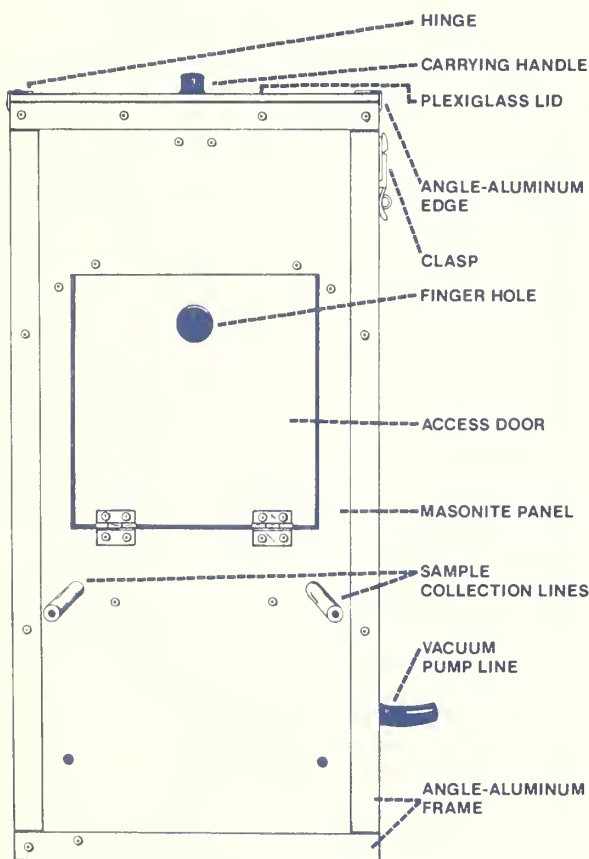 HINGE
CARRYING HANDLE
PLEXIGLASS LID
ANGLE-ALUMINUM
EDGE
CLASP
FINGER HOLE
ACCESS DOOR
MASONITE PANEL
SAMPLE
COLLECTION LINES
VACUUM
PUMP LINE
ANGLE-ALUMINUM
FRAME